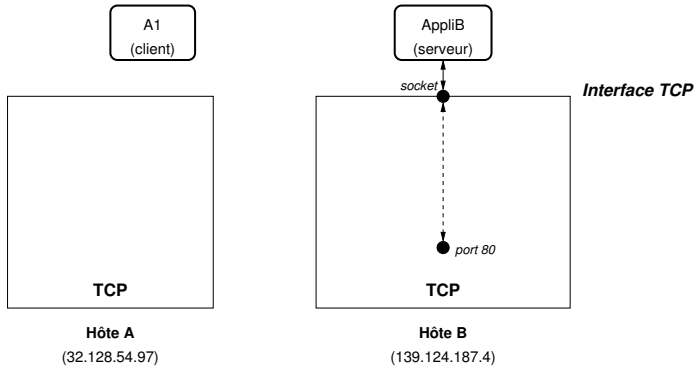 A1
(client)
AppliB
(serveur)
socket
Interface TCP
port 80
TCP
TCP
Hôte A
(32.128.54.97)
Hôte B
(139.124.187.4)